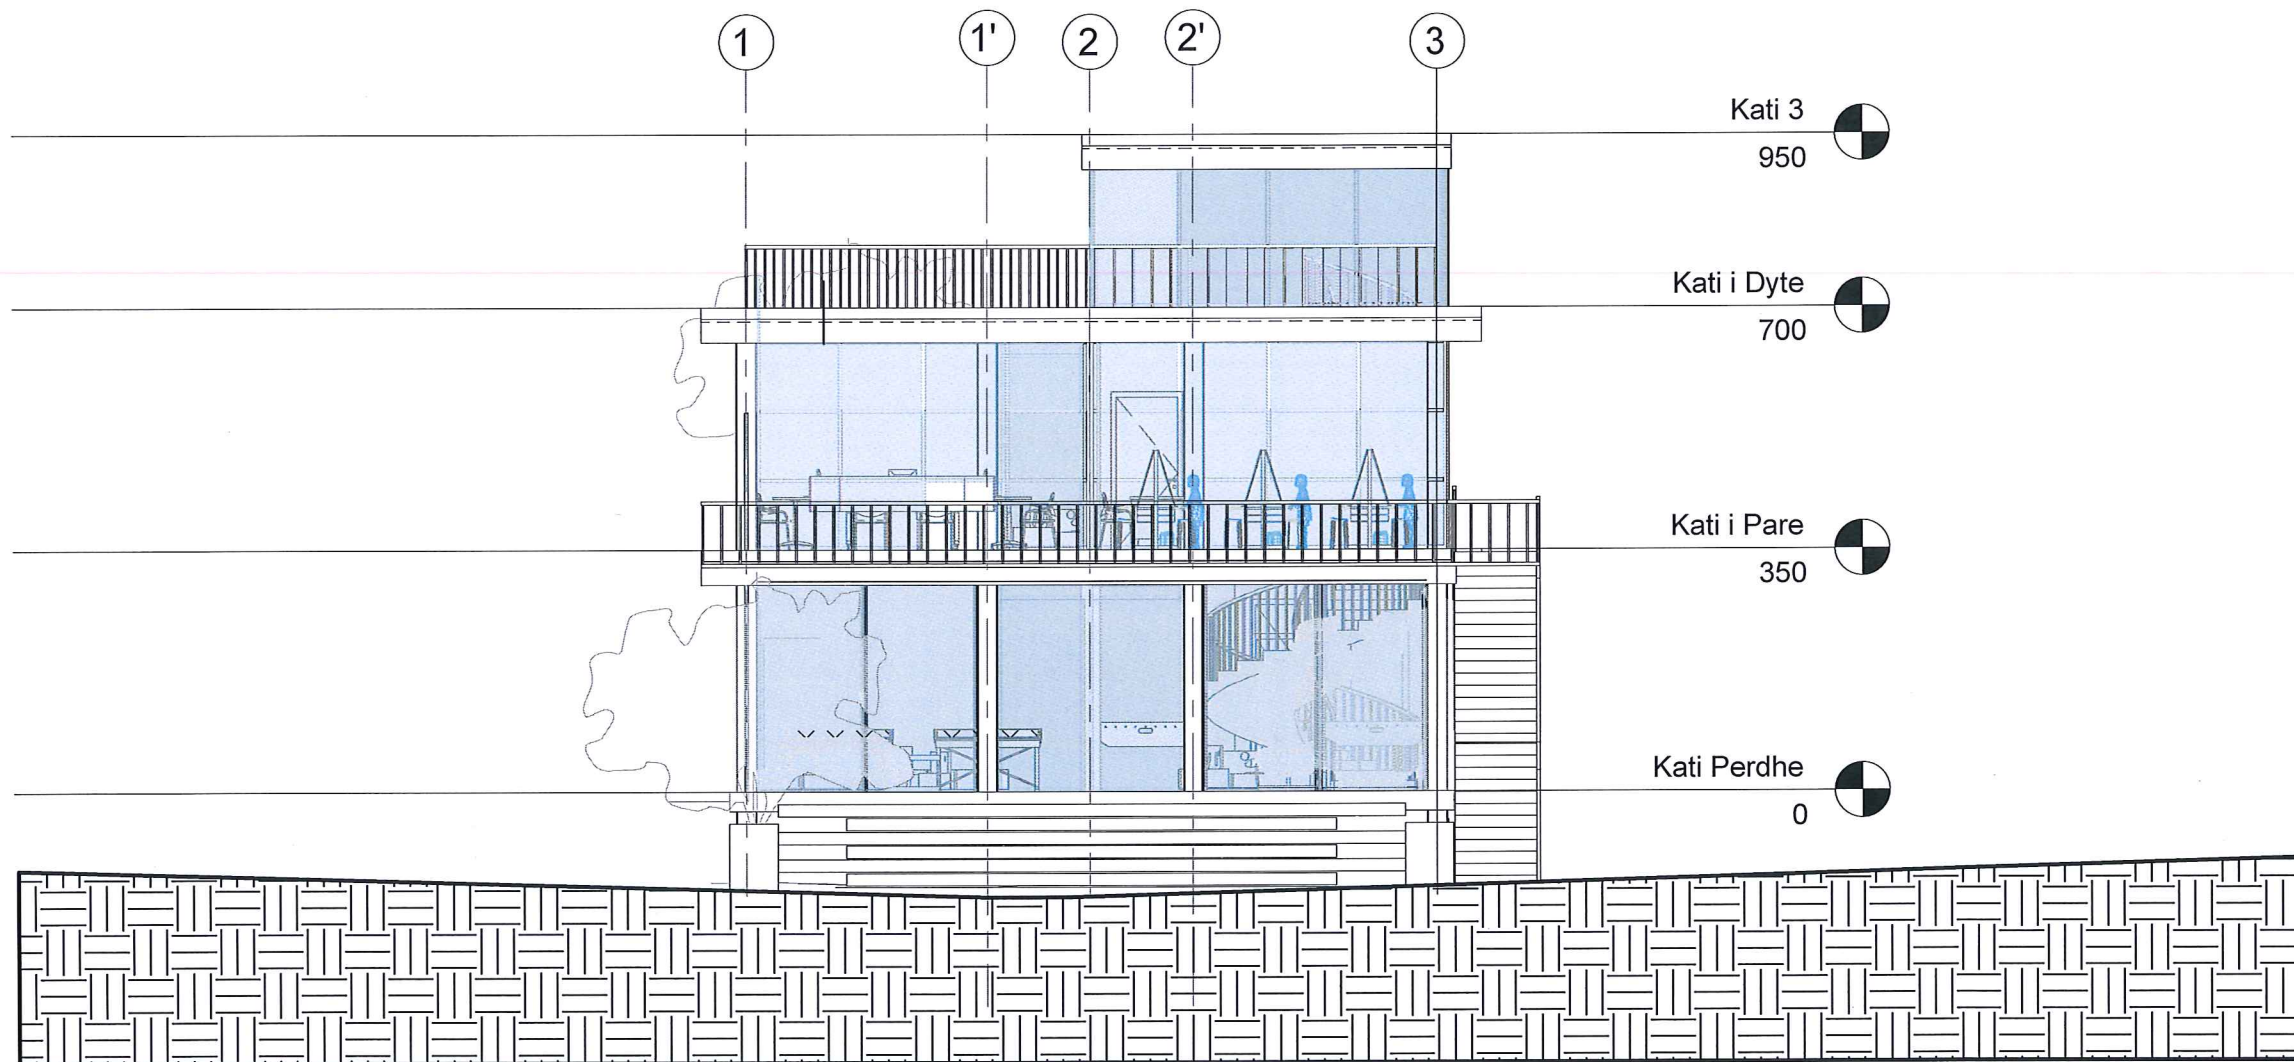 1 1' 2 2' 3
Kati 3
950
Kati i Dyte
700
Kati i Pare
350
Kati Perdhe
0